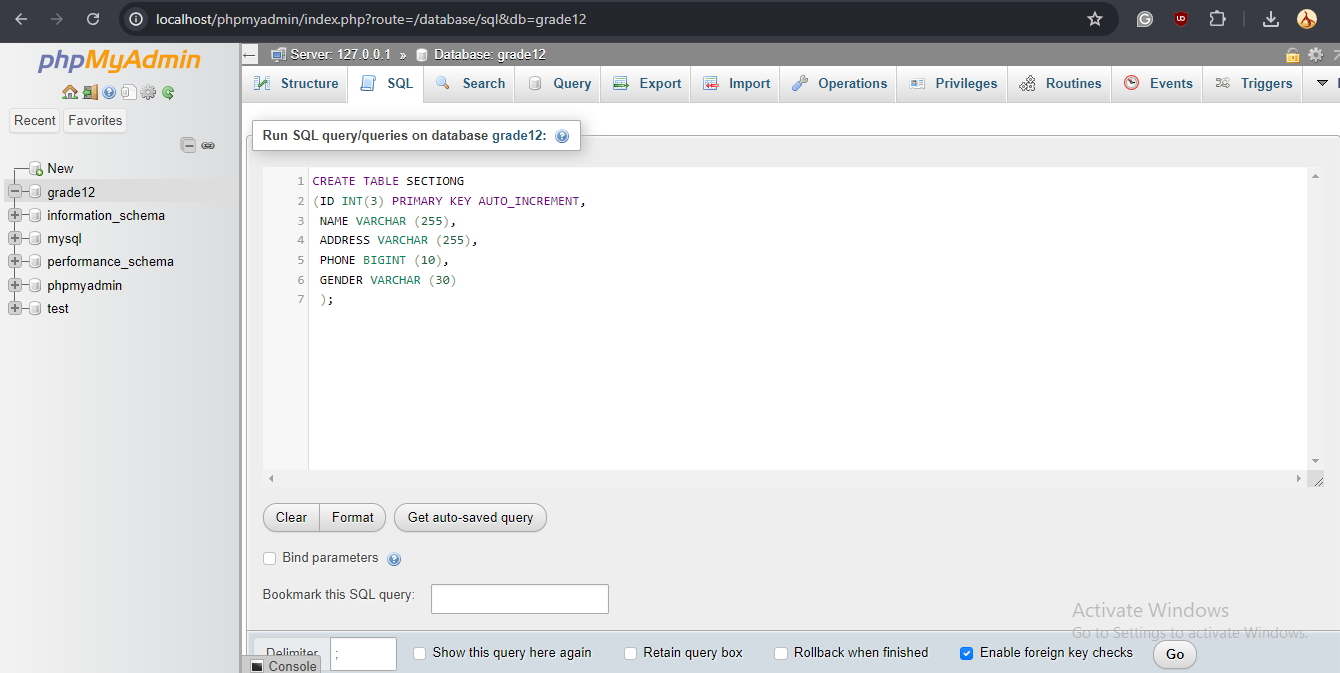 localhost/phpmyadmin/index.php?route=/database/sql&db=grade12
phpMyAdmin
Recent Favorites
New
grade12
information_schema
mysql
performance_schema
phpmyadmin
test
Server: 127.0.0.1 » Database: grade12
Structure SQL Search Query Export Import Operations Privileges Routines Events Triggers
Run SQL query/queries on database grade12:
1 CREATE TABLE SECTIONG
2 (ID INT(3) PRIMARY KEY AUTO_INCREMENT,
3 NAME VARCHAR (255),
4 ADDRESS VARCHAR (255),
5 PHONE BIGINT (10),
6 GENDER VARCHAR (30)
7 );
Clear Format Get auto-saved query
Bind parameters
Bookmark this SQL query:
Activate Windows
Go to Settings to activate Windows.
Delimiter ; Show this query here again Retain query box Rollback when finished Enable foreign key checks Go
Console